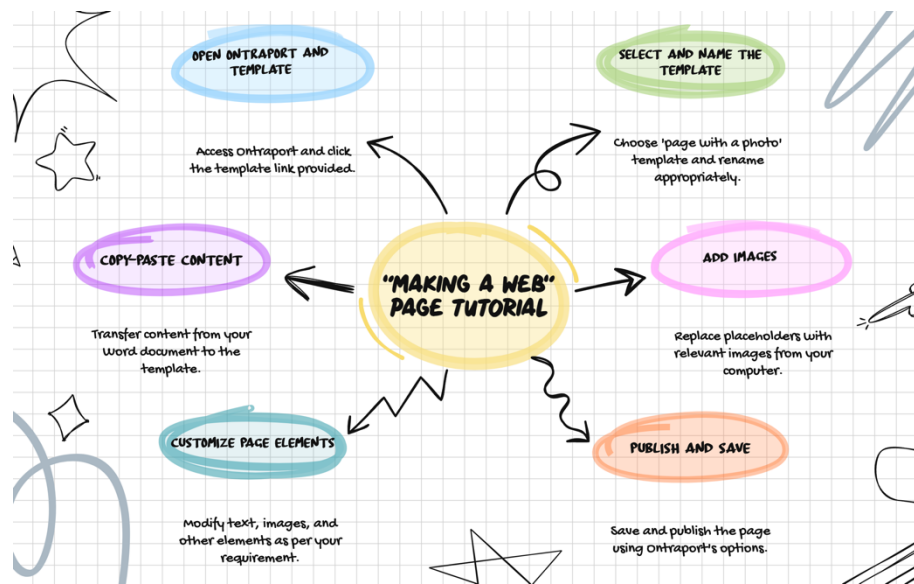 OPEN ONTRAPORT AND
TEMPLATE
Access Ontraport and click
the template link provided.
SELECT AND NAME THE
TEMPLATE
Choose 'page with a photo'
template and rename
appropriately.
COPY-PASTE CONTENT
Transfer content from your
Word document to the
template.
"MAKING A WEB"
PAGE TUTORIAL
ADD IMAGES
Replace placeholders with
relevant images from your
computer.
CUSTOMIZE PAGE ELEMENTS
Modify text, images, and
other elements as per your
requirement.
PUBLISH AND SAVE
Save and publish the page
using Ontraport's options.